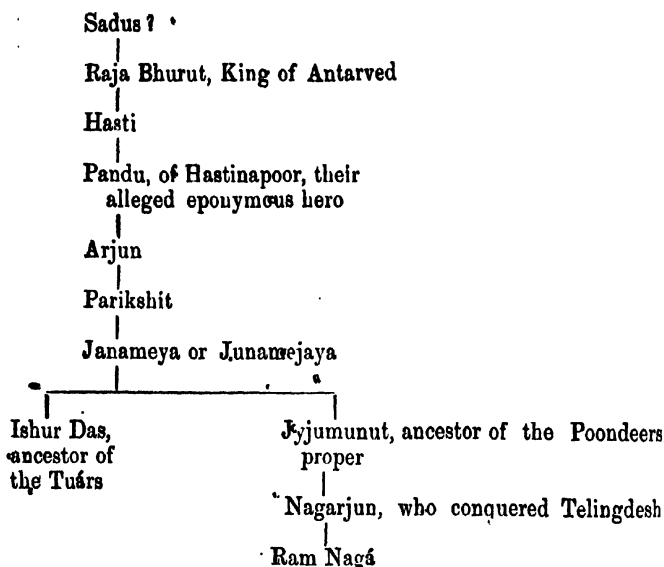 Sadus?
Raja Bhurut, King of Antarved
Hasti
Pandu, of Hastinapoor, their
alleged eponymous hero
Arjun
Parikshit
Janameya or Junamejaya
Ishur Das,
ancestor of
the Tuárs
Jyjumunut, ancestor of the Poondeers
proper
Nagarjun, who conquered Telingdesh
Ram Nagá